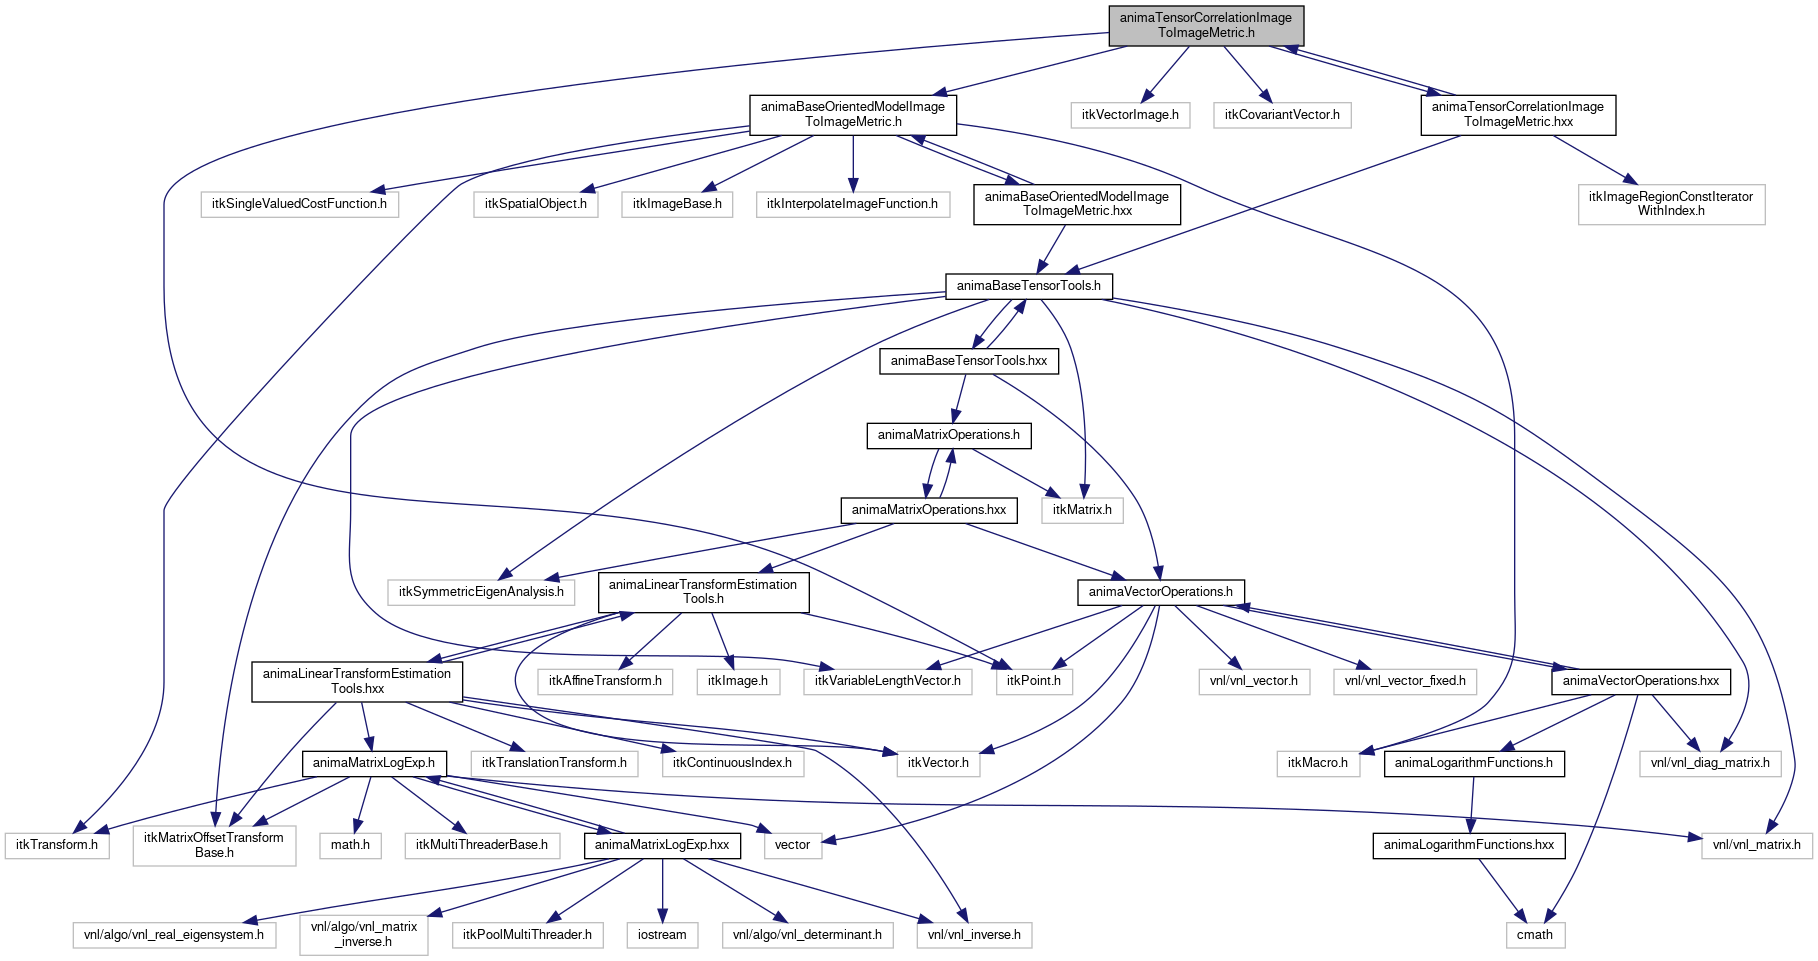 animaTensorCorrelationImage
ToImageMetric.h
animaBaseOrientedModelImage
ToImageMetric.h
itkVectorImage.h
itkCovariantVector.h
animaTensorCorrelationImage
ToImageMetric.hxx
itkSingleValuedCostFunction.h
itkSpatialObject.h
itkImageBase.h
itkInterpolateImageFunction.h
animaBaseOrientedModelImage
ToImageMetric.hxx
itkImageRegionConstIterator
WithIndex.h
animaBaseTensorTools.h
animaBaseTensorTools.hxx
animaMatrixOperations.h
animaMatrixOperations.hxx
itkMatrix.h
itkSymmetricEigenAnalysis.h
animaLinearTransformEstimation
Tools.h
animaVectorOperations.h
animaLinearTransformEstimation
Tools.hxx
itkAffineTransform.h
itkImage.h
itkVariableLengthVector.h
itkPoint.h
vnl/vnl_vector.h
vnl/vnl_vector_fixed.h
animaVectorOperations.hxx
animaMatrixLogExp.h
itkTranslationTransform.h
itkContinuousIndex.h
itkVector.h
itkMacro.h
animaLogarithmFunctions.h
vnl/vnl_diag_matrix.h
itkTransform.h
itkMatrixOffsetTransform
Base.h
math.h
itkMultiThreaderBase.h
animaMatrixLogExp.hxx
vector
animaLogarithmFunctions.hxx
vnl/vnl_matrix.h
vnl/algo/vnl_real_eigensystem.h
vnl/algo/vnl_matrix
_inverse.h
itkPoolMultiThreader.h
iostream
vnl/algo/vnl_determinant.h
vnl/vnl_inverse.h
cmath